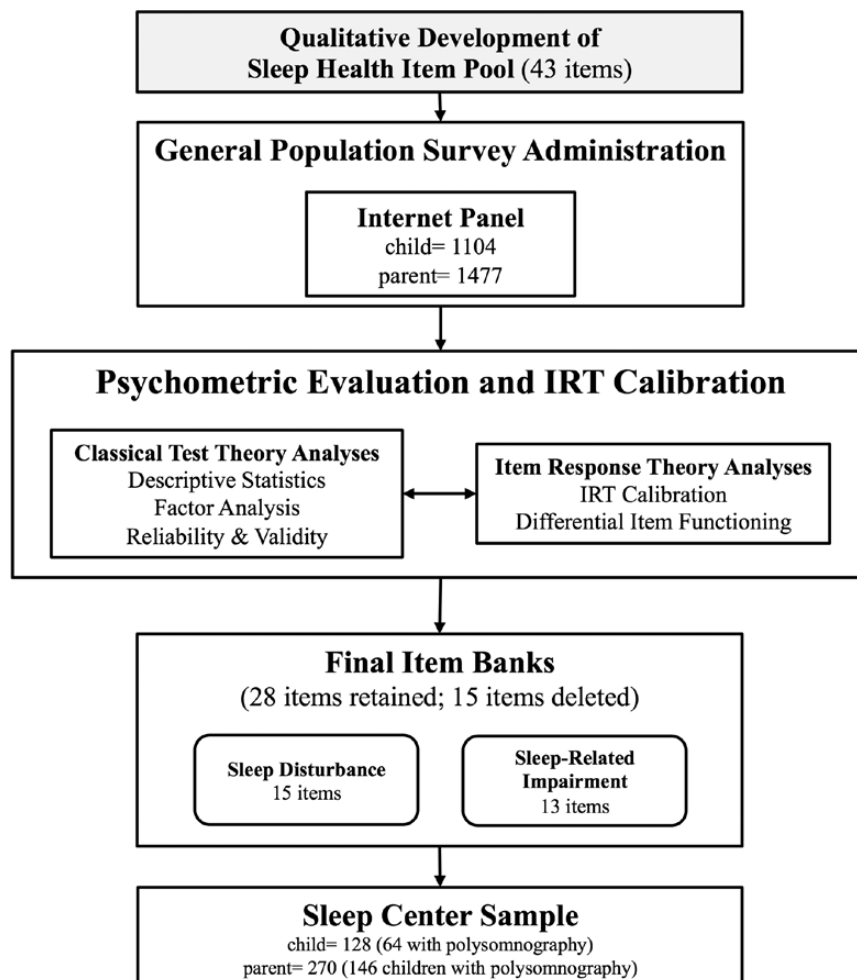 Qualitative Development of
Sleep Health Item Pool (43 items)
General Population Survey Administration
Internet Panel
child= 1104
parent= 1477
Psychometric Evaluation and IRT Calibration
Classical Test Theory Analyses
Descriptive Statistics
Factor Analysis
Reliability & Validity
Item Response Theory Analyses
IRT Calibration
Differential Item Functioning
Final Item Banks
(28 items retained; 15 items deleted)
Sleep Disturbance
15 items
Sleep-Related
Impairment
13 items
Sleep Center Sample
child= 128 (64 with polysomnography)
parent= 270 (146 children with polysomnography)